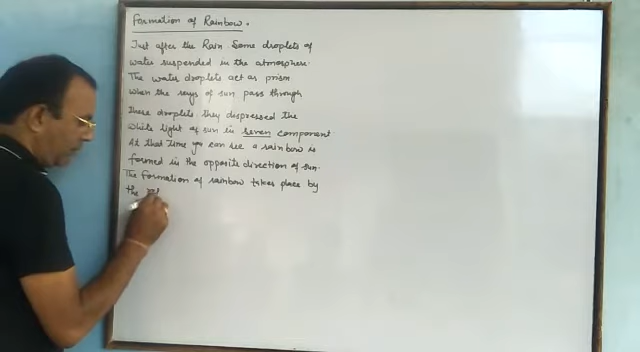 Formation of Rainbow.
Just after the Rain Some droplets of
water suspended in the atmosphere.
The water droplets act as prism
when the rays of sun pass through
these droplets they dispressed the
white light of sun in seven component
At that time you can see a rainbow is
formed in the opposite direction of sun.
The formation of rainbow takes place by
the